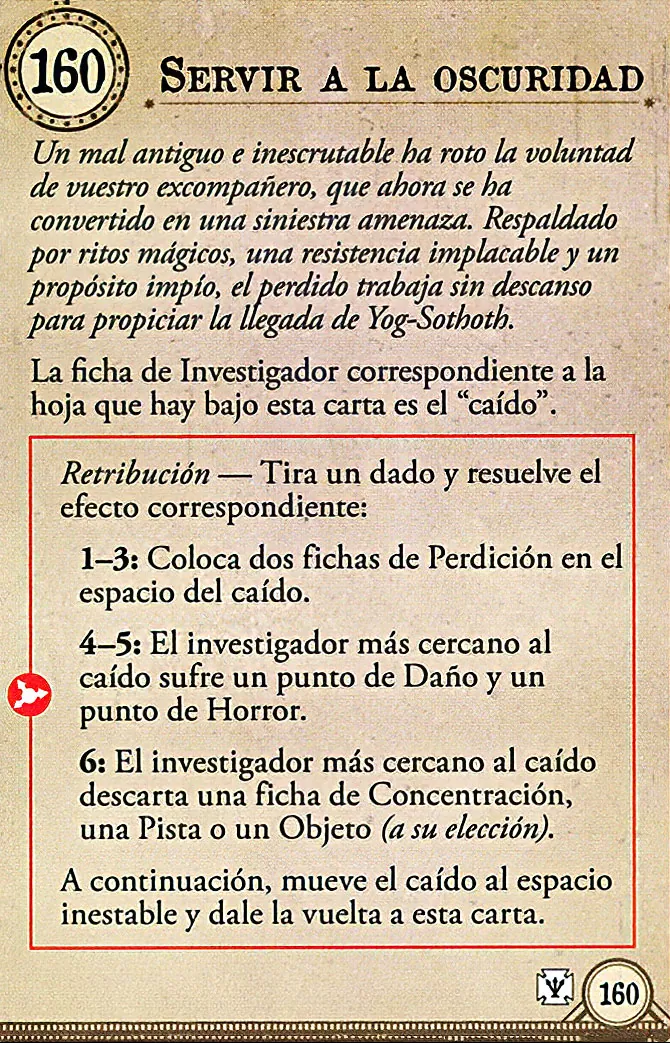 160
SERVIR A LA OSCURIDAD
Un mal antiguo e inescrutable ha roto la voluntad
de vuestro excompañero, que ahora se ha
convertido en una siniestra amenaza. Respaldado
por ritos mágicos, una resistencia implacable y un
propósito impío, el perdido trabaja sin descanso
para propiciar la llegada de Yog-Sothoth.
La ficha de Investigador correspondiente a la
hoja que hay bajo esta carta es el “caído”.
Retribución — Tira un dado y resuelve el
efecto correspondiente:
1–3: Coloca dos fichas de Perdición en el
espacio del caído.
4–5: El investigador más cercano al
caído sufre un punto de Daño y un
punto de Horror.
6: El investigador más cercano al caído
descarta una ficha de Concentración,
una Pista o un Objeto (a su elección).
A continuación, mueve el caído al espacio
inestable y dale la vuelta a esta carta.
160